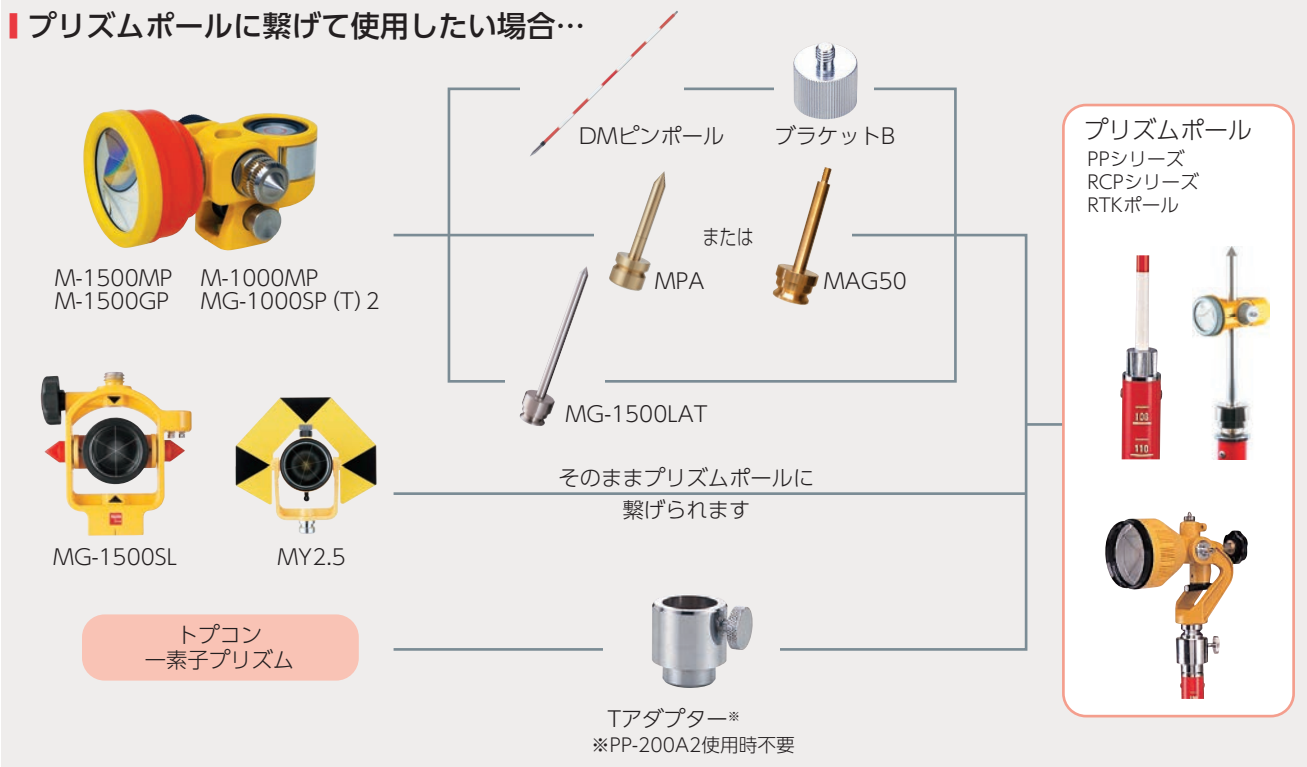 プリズムポールに繋げて使用したい場合…
DMピンポール
ブラケットB
または
MPA
MAG50
MG-1500LAT
M-1500MP M-1000MP
M-1500GP MG-1000SP（T）2
MG-1500SL
MY2.5
そのままプリズムポールに
繋げられます
トプコン
一素子プリズム
Tアダプター※
※PP-200A2使用時不要
プリズムポール
PPシリーズ
RCPシリーズ
RTKポール
100
110